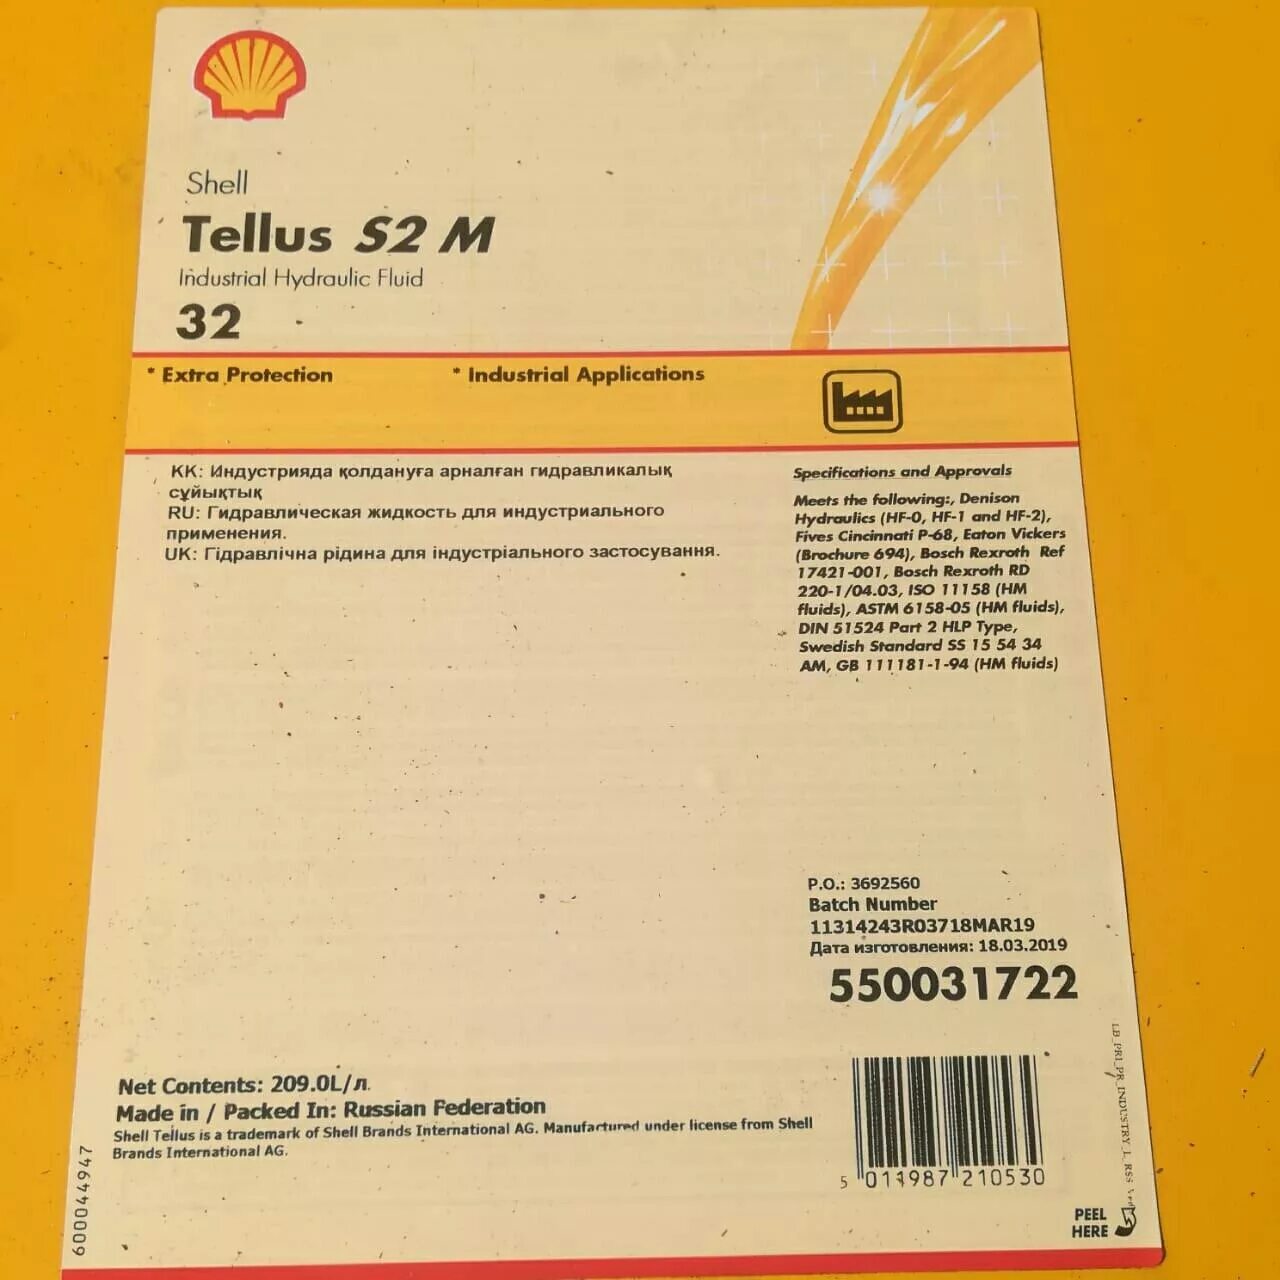 Shell
Tellus S2 M
Industrial Hydraulic Fluid
32
* Extra Protection
* Industrial Applications
KK: Индустрияда қолдануға арналған гидравликалық
сұйықтық
RU: Гидравлическая жидкость для индустриального
применения.
UK: Гідравлічна рідина для індустріального застосування.
Specifications and Approvals
Meets the following:, Denison
Hydraulics (HF-0, HF-1 and HF-2),
Fives Cincinnati P-68, Eaton Vickers
(Brochure 694), Bosch Rexroth Ref
17421-001, Bosch Rexroth RD
220-1/04.03, ISO 11158 (HM
fluids), ASTM 6158-05 (HM fluids),
DIN 51524 Part 2 HLP Type,
Swedish Standard SS 15 54 34
AM, GB 111181-1-94 (HM fluids)
P.O.: 3692560
Batch Number
11314243R03718MAR19
Дата изготовления: 18.03.2019
550031722
Net Contents: 209.0L/л.
Made in / Packed In: Russian Federation
Shell Tellus is a trademark of Shell Brands International AG. Manufactured under license from Shell
Brands International AG.
5 011987 210530
600044947
LB_PR1_PR_INDUSTRY_L_RSS
PEEL
HERE